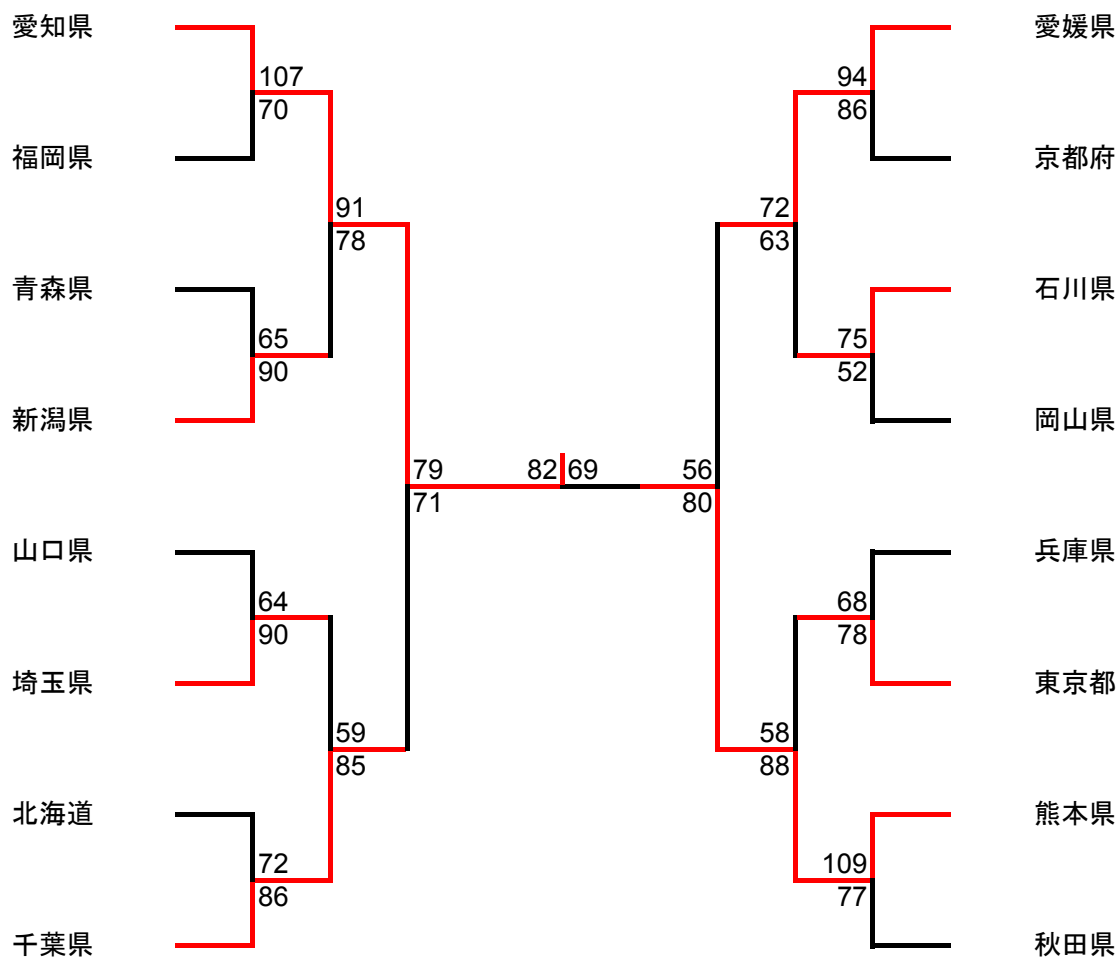 愛知県 愛媛県
107 94
70 86
福岡県 京都府
91 72
78 63
青森県 石川県
65 75
90 52
新潟県 岡山県
79 82 69 56
71 80
山口県 兵庫県
64 68
90 78
埼玉県 東京都
59 58
85 88
北海道 熊本県
72 109
86 77
千葉県 秋田県